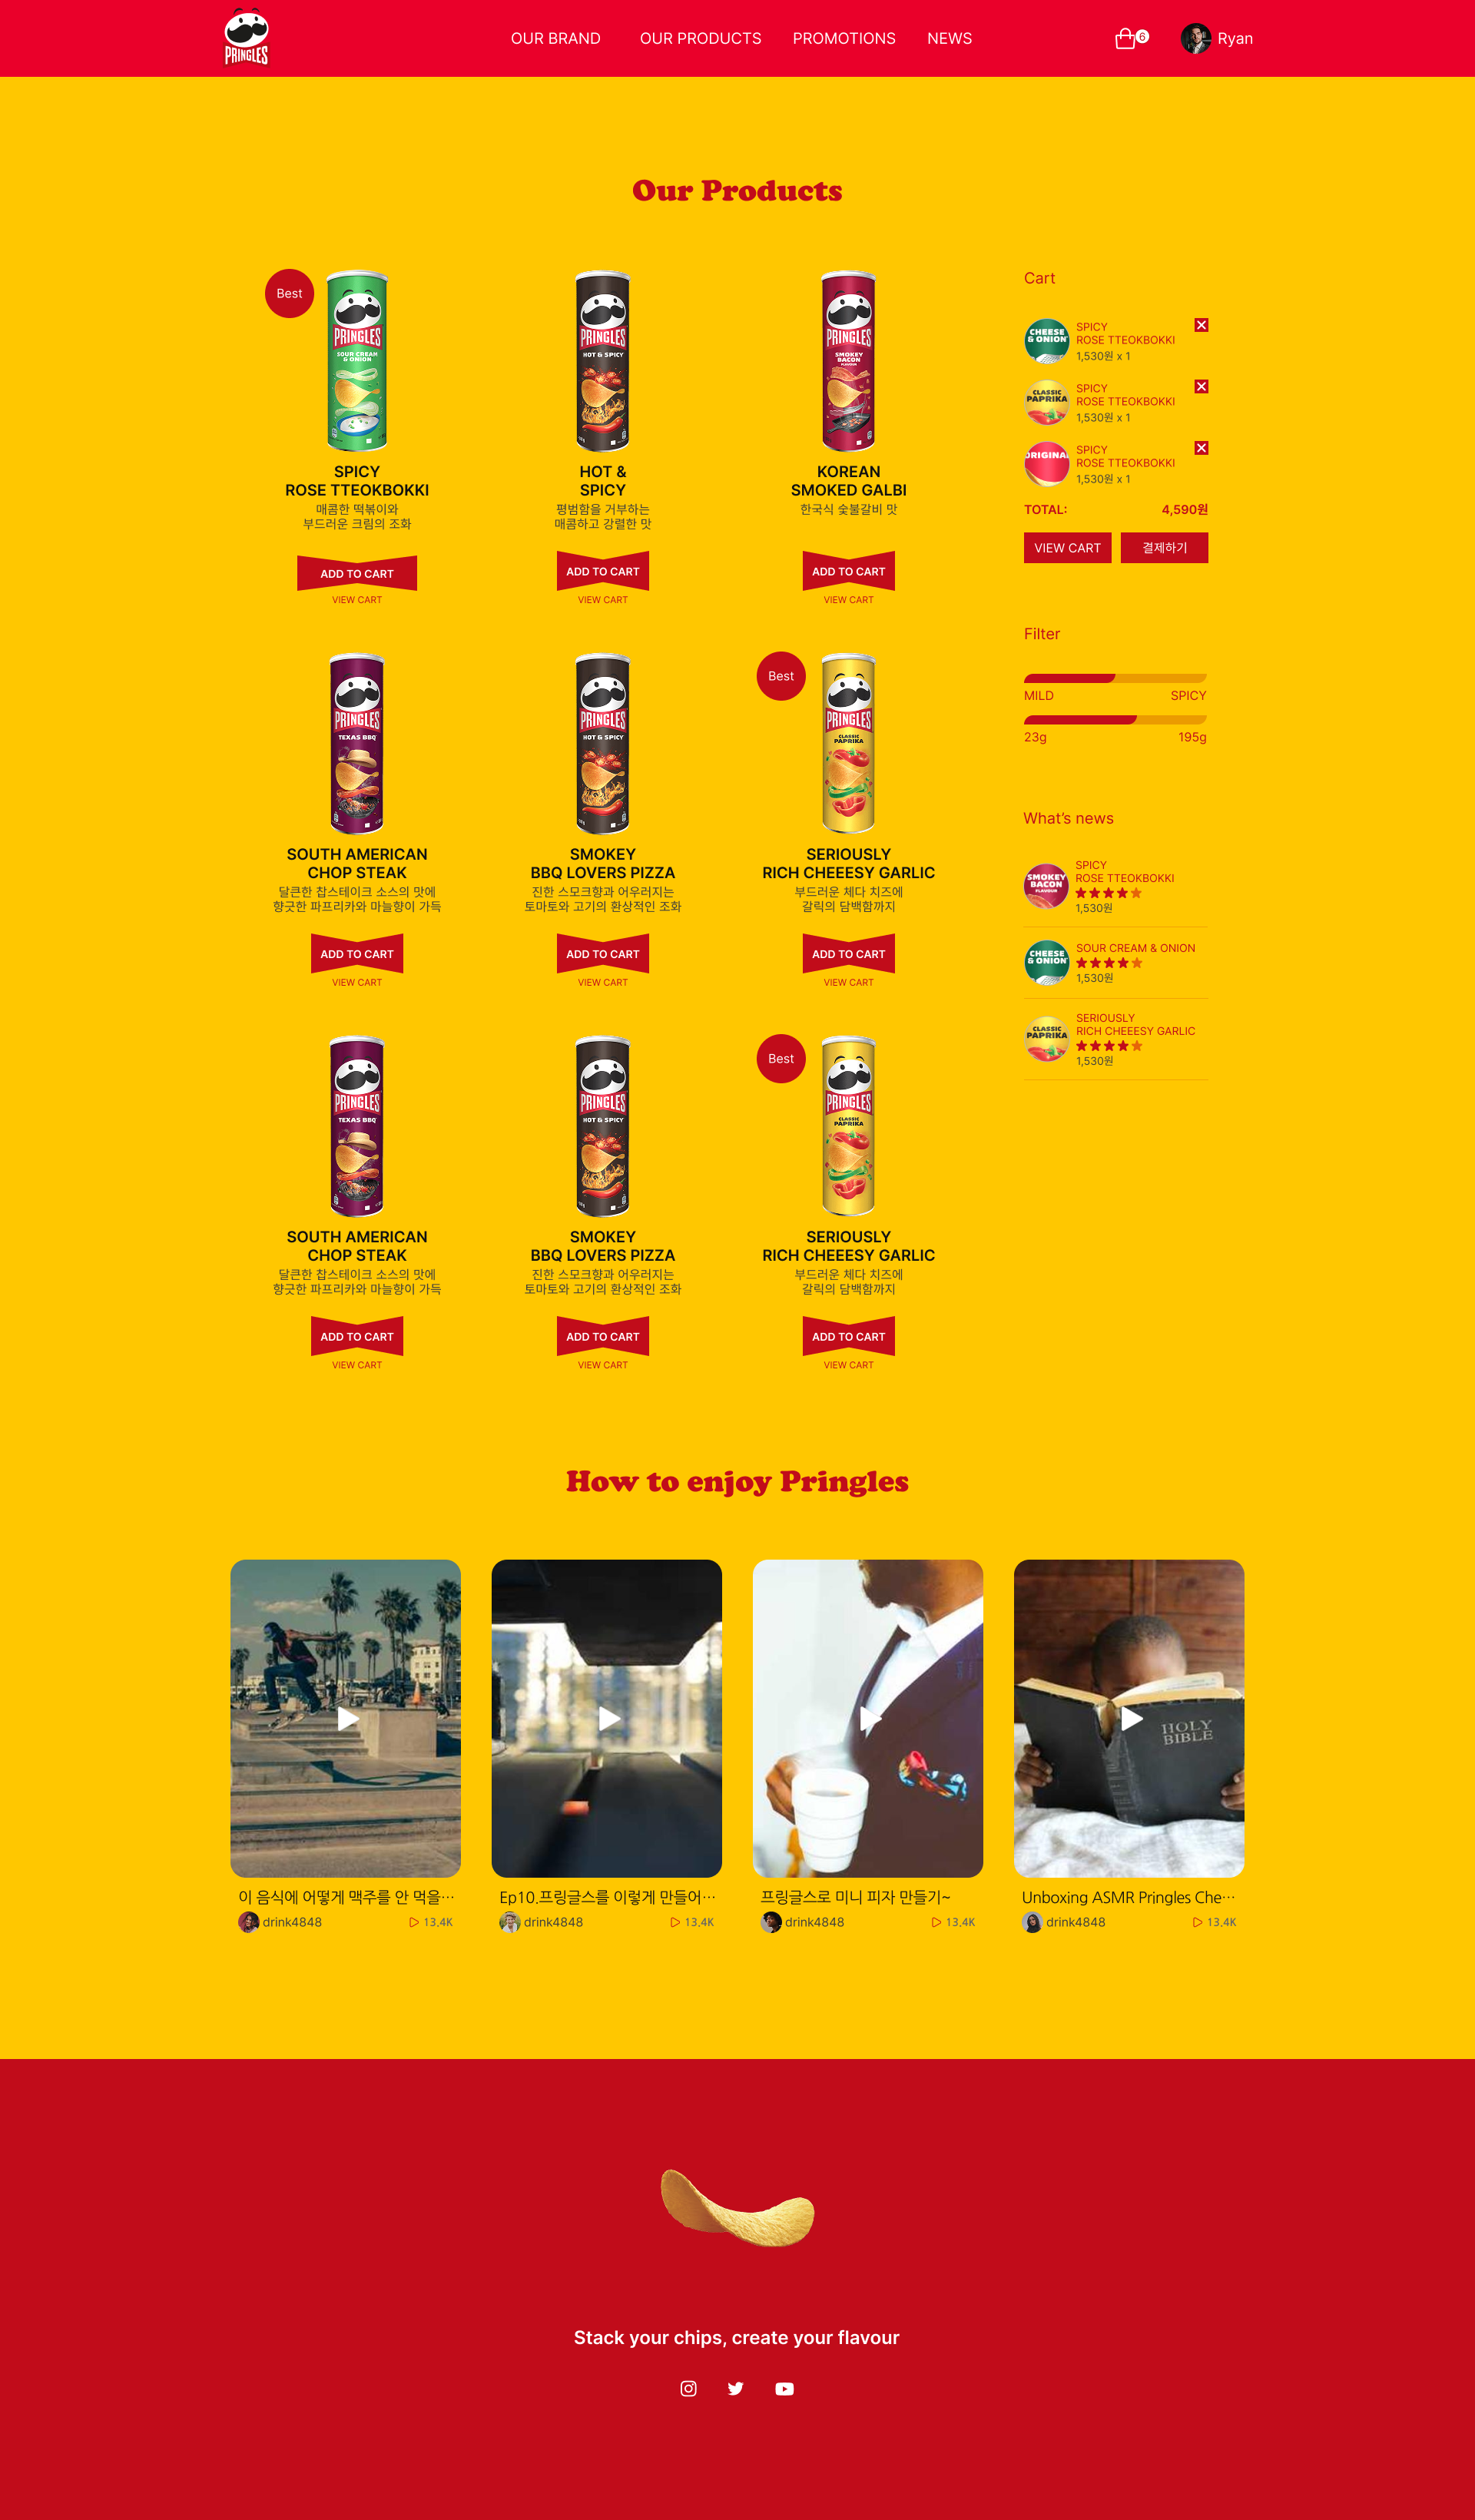 PRINGLES
OUR BRAND
OUR PRODUCTS
PROMOTIONS
NEWS
6
Ryan
Our Products
Best
PRINGLES
SOUR CREAM
& ONION
SPICY
ROSE TTEOKBOKKI
매콤한 떡볶이와
부드러운 크림의 조화
ADD TO CART
VIEW CART
PRINGLES
HOT & SPICY
HOT &
SPICY
평범함을 거부하는
매콤하고 강렬한 맛
ADD TO CART
VIEW CART
PRINGLES
SMOKEY
BACON
FLAVOUR
KOREAN
SMOKED GALBI
한국식 숯불갈비 맛
ADD TO CART
VIEW CART
PRINGLES
TEXAS BBQ
SOUTH AMERICAN
CHOP STEAK
달큰한 찹스테이크 소스의 맛에
향긋한 파프리카와 마늘향이 가득
ADD TO CART
VIEW CART
PRINGLES
HOT & SPICY
SMOKEY
BBQ LOVERS PIZZA
진한 스모크향과 어우러지는
토마토와 고기의 환상적인 조화
ADD TO CART
VIEW CART
Best
PRINGLES
CLASSIC
PAPRIKA
SERIOUSLY
RICH CHEEESY GARLIC
부드러운 체다 치즈에
갈릭의 담백함까지
ADD TO CART
VIEW CART
PRINGLES
TEXAS BBQ
SOUTH AMERICAN
CHOP STEAK
달큰한 찹스테이크 소스의 맛에
향긋한 파프리카와 마늘향이 가득
ADD TO CART
VIEW CART
PRINGLES
HOT & SPICY
SMOKEY
BBQ LOVERS PIZZA
진한 스모크향과 어우러지는
토마토와 고기의 환상적인 조화
ADD TO CART
VIEW CART
Best
PRINGLES
CLASSIC
PAPRIKA
SERIOUSLY
RICH CHEEESY GARLIC
부드러운 체다 치즈에
갈릭의 담백함까지
ADD TO CART
VIEW CART
Cart
CHEESE
& ONION
SPICY
ROSE TTEOKBOKKI
1,530원 x 1
CLASSIC
PAPRIKA
SPICY
ROSE TTEOKBOKKI
1,530원 x 1
ORIGINAL
SPICY
ROSE TTEOKBOKKI
1,530원 x 1
TOTAL:
4,590원
VIEW CART
결제하기
Filter
MILD
SPICY
23g
195g
What's news
SMOKEY
BACON
FLAVOUR
SPICY
ROSE TTEOKBOKKI
1,530원
CHEESE
& ONION
SOUR CREAM & ONION
1,530원
CLASSIC
PAPRIKA
SERIOUSLY
RICH CHEEESY GARLIC
1,530원
How to enjoy Pringles
HOLY
BIBLE
이 음식에 어떻게 맥주를 안 먹을…
drink4848
13.4K
Ep10.프링글스를 이렇게 만들어…
drink4848
13.4K
프링글스로 미니 피자 만들기~
drink4848
13.4K
Unboxing ASMR Pringles Che…
drink4848
13.4K
Stack your chips, create your flavour